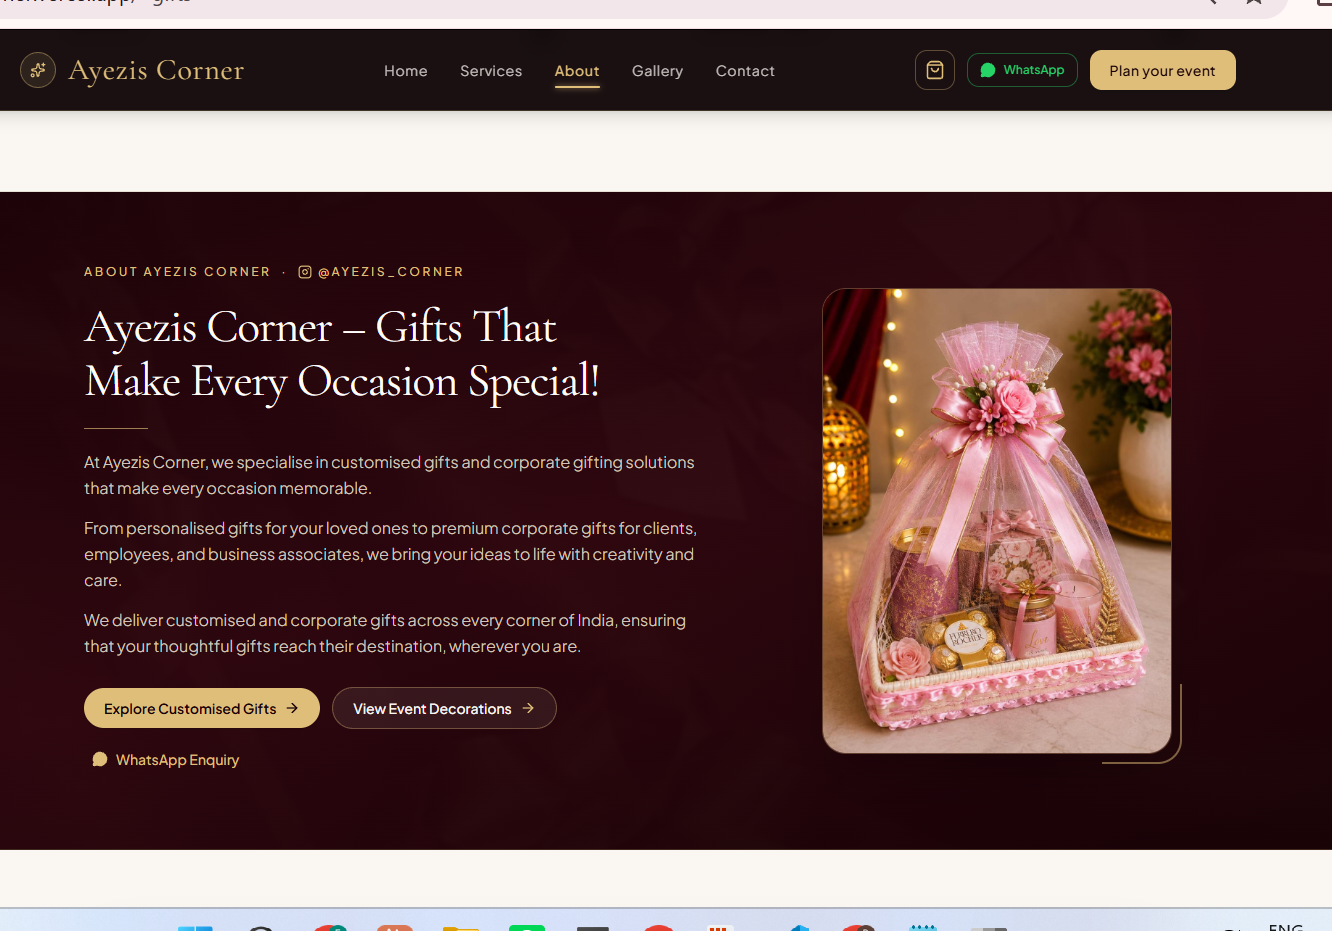 Ayezis Corner
Home Services About Gallery Contact
WhatsApp
Plan your event
ABOUT AYEZIS CORNER · @AYEZIS_CORNER
Ayezis Corner – Gifts That
Make Every Occasion Special!
At Ayezis Corner, we specialise in customised gifts and corporate gifting solutions
that make every occasion memorable.
From personalised gifts for your loved ones to premium corporate gifts for clients,
employees, and business associates, we bring your ideas to life with creativity and
care.
We deliver customised and corporate gifts across every corner of India, ensuring
that your thoughtful gifts reach their destination, wherever you are.
FERRERO
ROCHER
Love
Explore Customised Gifts →
View Event Decorations →
WhatsApp Enquiry
ENG